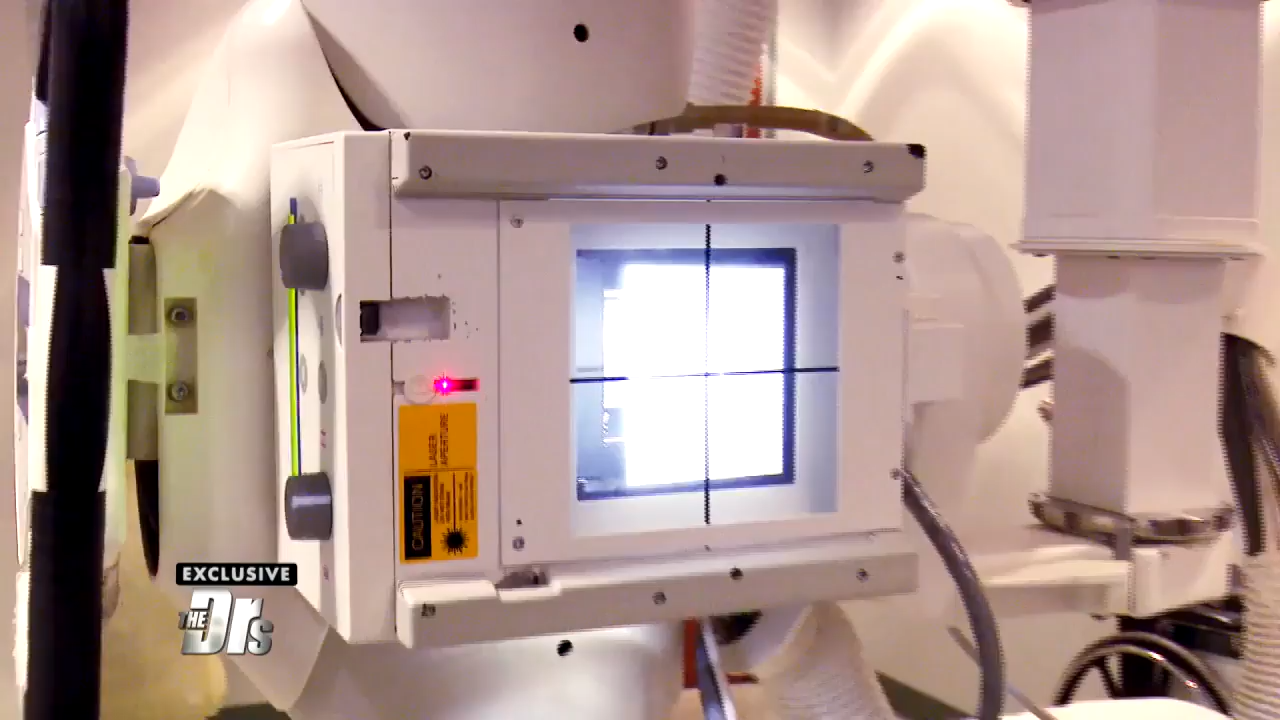 LASER
APERTURE
CAUTION
EXCLUSIVE
THE
Drs